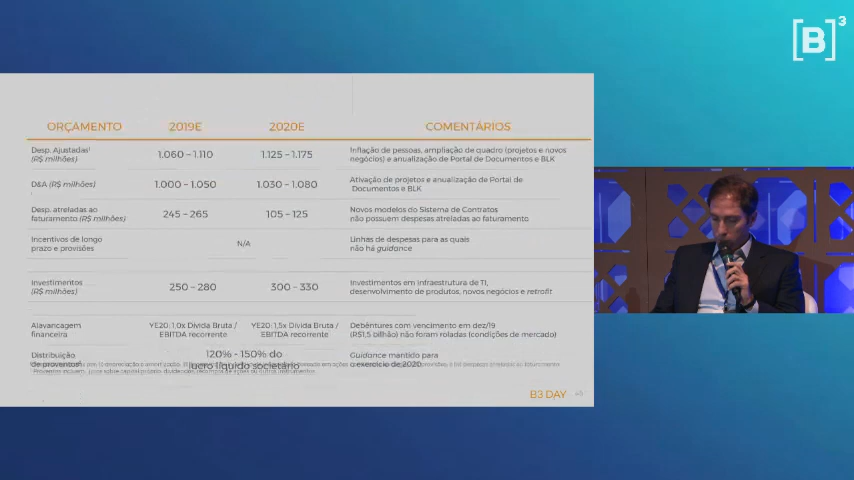 [B]³
ORÇAMENTO 2019E 2020E COMENTÁRIOS
Desp. Ajustadas¹ (R$ milhões) 1.060 – 1.110 1.125 – 1.175 Inflação de pessoas, ampliação de quadro (projetos e novos
negócios) e anualização de Portal de Documentos e BLK
D&A (R$ milhões) 1.000 – 1.050 1.030 – 1.080 Ativação de projetos e anualização de Portal de
Documentos e BLK
Desp. atreladas ao
faturamento (R$ milhões) 245 – 265 105 – 125 Novos modelos do Sistema de Contratos
não possuem despesas atreladas ao faturamento
Incentivos de longo
prazo e provisões N/A Linhas de despesas para as quais
não há guidance
Investimentos
(R$ milhões) 250 – 280 300 – 330 Investimentos em Infraestrutura de TI,
desenvolvimento de produtos, novos negócios e retrofit
Alavancagem
financeira YE20: 1,0x Dívida Bruta /
EBITDA recorrente YE20: 1,5x Dívida Bruta /
EBITDA recorrente Debêntures com vencimento em dez/19
(R$1,5 bilhão) não foram roladas (condições de mercado)
Distribuição
de proventos 120% - 150% do
lucro líquido societário Guidance mantido para
o exercício de 2020
B3 DAY